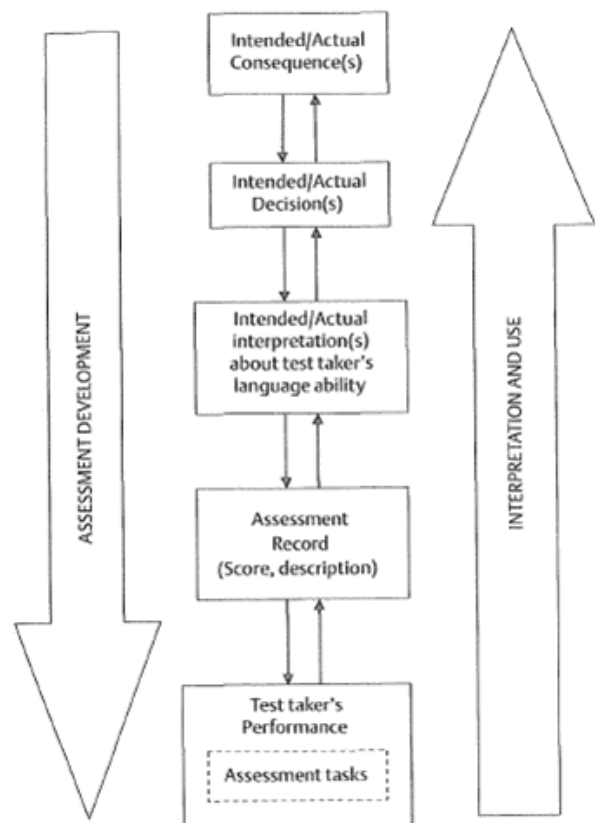 Intended/Actual
Consequence(s)
Intended/Actual
Decision(s)
Intended/Actual
interpretation(s)
about test taker's
language ability
Assessment
Record
(Score, description)
Test taker's
Performance
Assessment tasks
ASSESSMENT DEVELOPMENT
INTERPRETATION AND USE